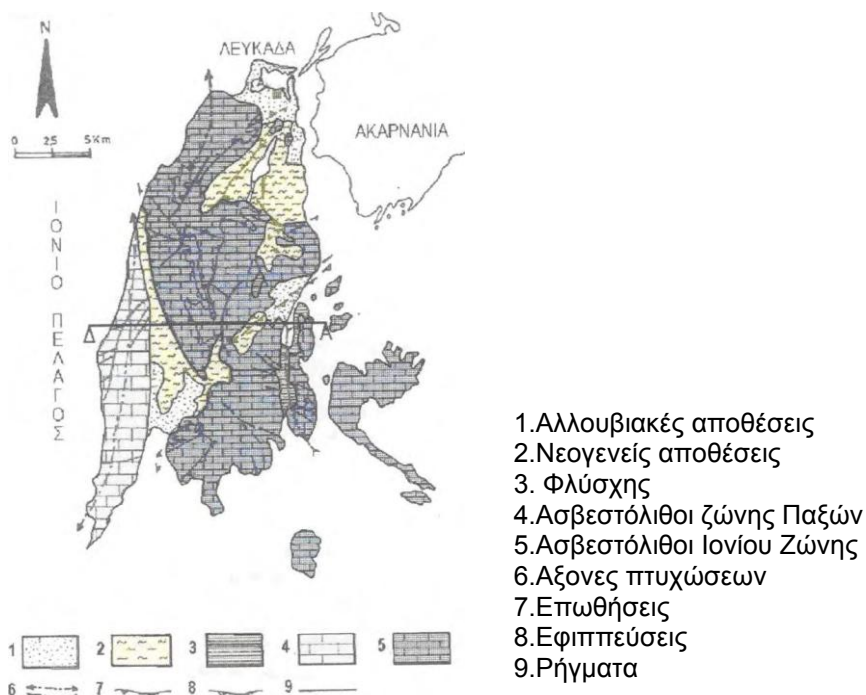 N
ΛΕΥΚΑΔΑ
ΑΚΑΡΝΑΝΙΑ
0 25 5Km
ΙΟΝΙΟ ΠΕΛΑΓΟΣ
Δ
Α
1 2 3 4 5
6 7 8 9
1.Αλλουβιακές αποθέσεις
2.Νεογενείς αποθέσεις
3. Φλύσχης
4.Ασβεστόλιθοι ζώνης Παξών
5.Ασβεστόλιθοι Ιονίου Ζώνης
6.Αξονες πτυχώσεων
7.Επωθήσεις
8.Εφιππεύσεις
9.Ρήγματα